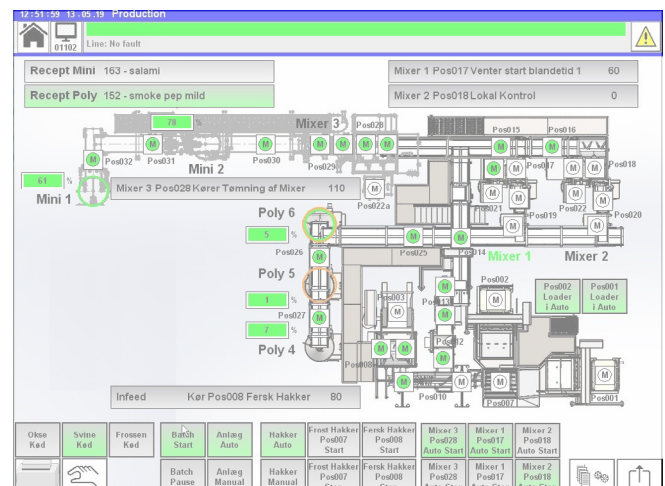 12:51:59 13.05.19 Production
01102
Line: No fault
Recept Mini 163 - salami
Mixer 1 Pos017 Venter start blandetid 1 60
Recept Poly 152 - smoke pep mild
Mixer 2 Pos018 Lokal Kontrol 0
78 %
Mixer 3
Pos028
Pos015
Pos016
M M M M M M M M
Pos032
Pos031
Pos030
Pos029
Pos017
Pos018
Mini 2
61 %
Mini 1
Mixer 3 Pos028 Kører Tømning af Mixer 110
Pos022a
Pos021
Pos022
Pos019
Pos020
Poly 6
5 %
Pos026
Pos025
Pos014
Mixer 1
Mixer 2
Poly 5
Pos002
Pos002
Loader
i Auto
Pos001
Loader
i Auto
1 %
Pos003
Pos013
Pos027
7 %
Pos012
Poly 4
Pos008
Pos010
Pos007
Pos001
Infeed Kør Pos008 Fersk Hakker 80
Okse
Kød
Svine
Kød
Frossen
Kød
Batch
Start
Anlæg
Auto
Hakker
Auto
Frost Hakker
Pos007
Start
Fersk Hakker
Pos008
Start
Mixer 3
Pos028
Auto Start
Mixer 1
Pos017
Auto Start
Mixer 2
Pos018
Auto Start
Batch
Pause
Anlæg
Manual
Hakker
Manual
Frost Hakker
Pos007
Fersk Hakker
Pos008
Mixer 3
Pos028
Mixer 1
Pos017
Mixer 2
Pos018